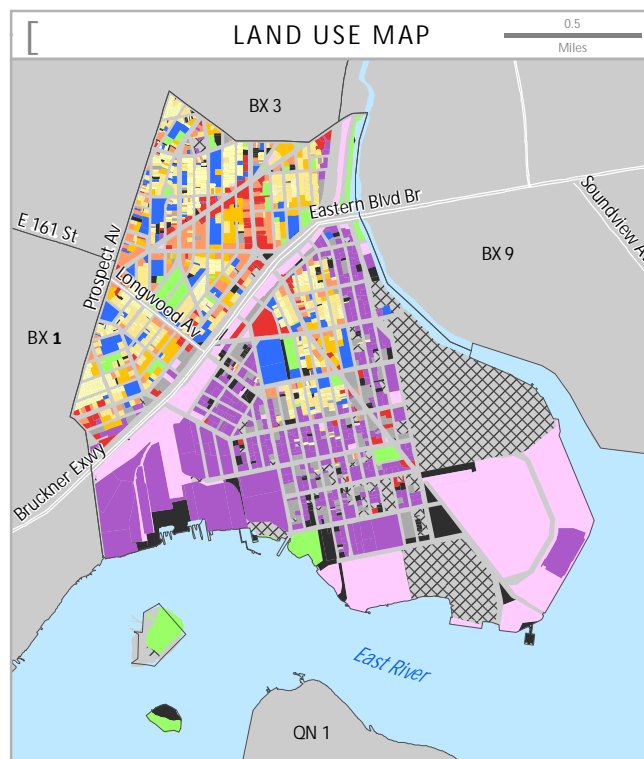 [
LAND USE MAP
0.5
Miles
BX 3
Eastern Blvd Br
Soundview A
E 161 St
Prospect Av
BX 9
Longwood Av
BX 1
Bruckner Exwy
East River
QN 1